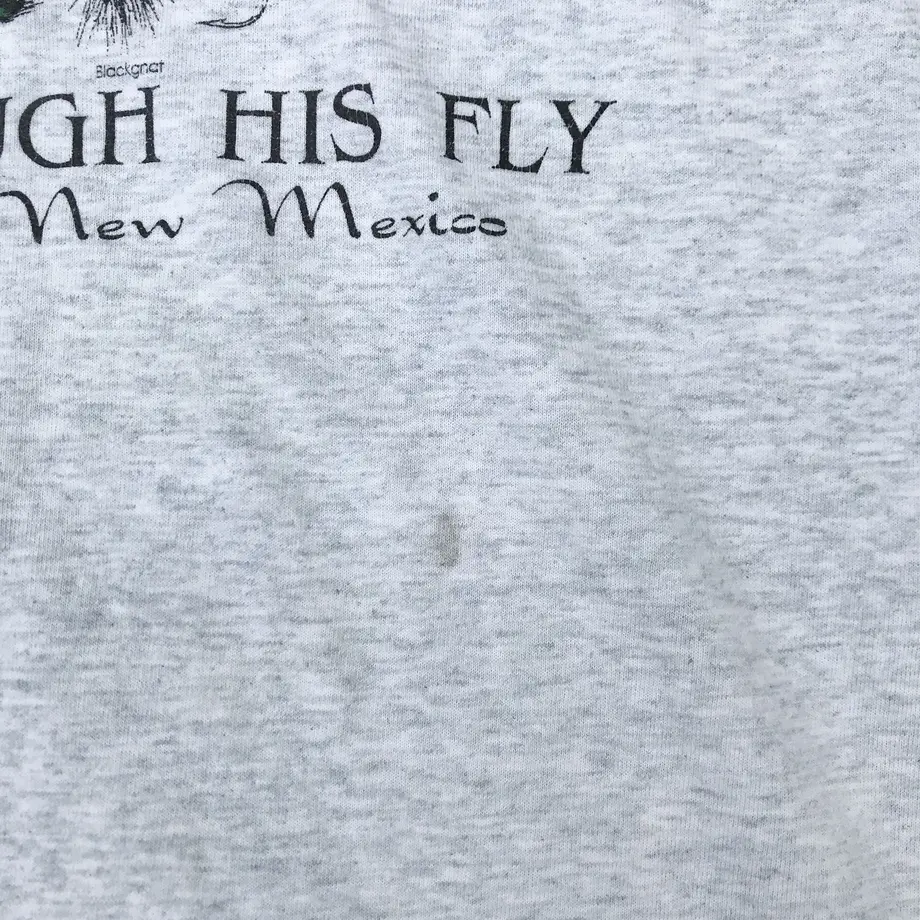 Blackgnat
UGH HIS FLY
New Mexico